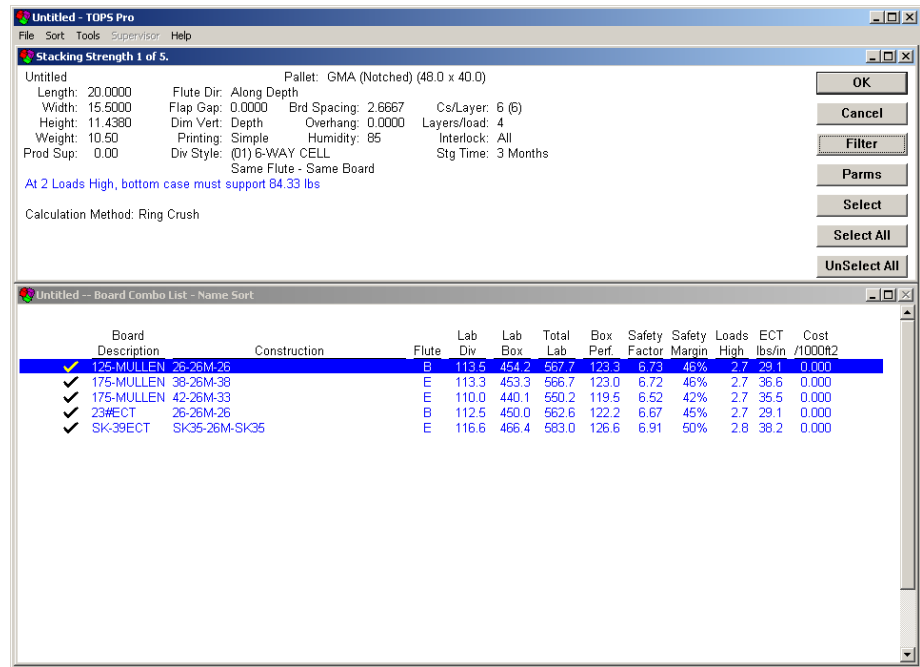 Untitled - TOPS Pro
File Sort Tools Supervisor Help
Stacking Strength 1 of 5.
Untitled Pallet: GMA (Notched) (48.0 x 40.0)
Length: 20.0000 Flute Dir: Along Depth
Width: 15.5000 Flap Gap: 0.0000 Brd Spacing: 2.6667 Cs/Layer: 6 (6)
Height: 11.4380 Dim Vert: Depth Overhang: 0.0000 Layers/load: 4
Weight: 10.50 Printing: Simple Humidity: 85 Interlock: All
Prod Sup: 0.00 Div Style: (01) 6-WAY CELL Stg Time: 3 Months
Same Flute - Same Board
At 2 Loads High, bottom case must support 84.33 lbs
Calculation Method: Ring Crush
OK
Cancel
Filter
Parms
Select
Select All
UnSelect All
Untitled -- Board Combo List - Name Sort
Board Lab Lab Total Box Safety Safety Loads ECT Cost
Description Construction Flute Div Box Lab Perf. Factor Margin High lbs/in /1000ft2
125-MULLEN 26-26M-26 B 113.5 454.2 567.7 123.3 6.73 46% 2.7 29.1 0.000
175-MULLEN 38-26M-38 E 113.3 453.3 566.7 123.0 6.72 46% 2.7 36.6 0.000
175-MULLEN 42-26M-33 E 110.0 440.1 550.2 119.5 6.52 42% 2.7 35.5 0.000
23#ECT 26-26M-26 B 112.5 450.0 562.6 122.2 6.67 45% 2.7 29.1 0.000
SK-39ECT SK35-26M-SK35 E 116.6 466.4 583.0 126.6 6.91 50% 2.8 38.2 0.000